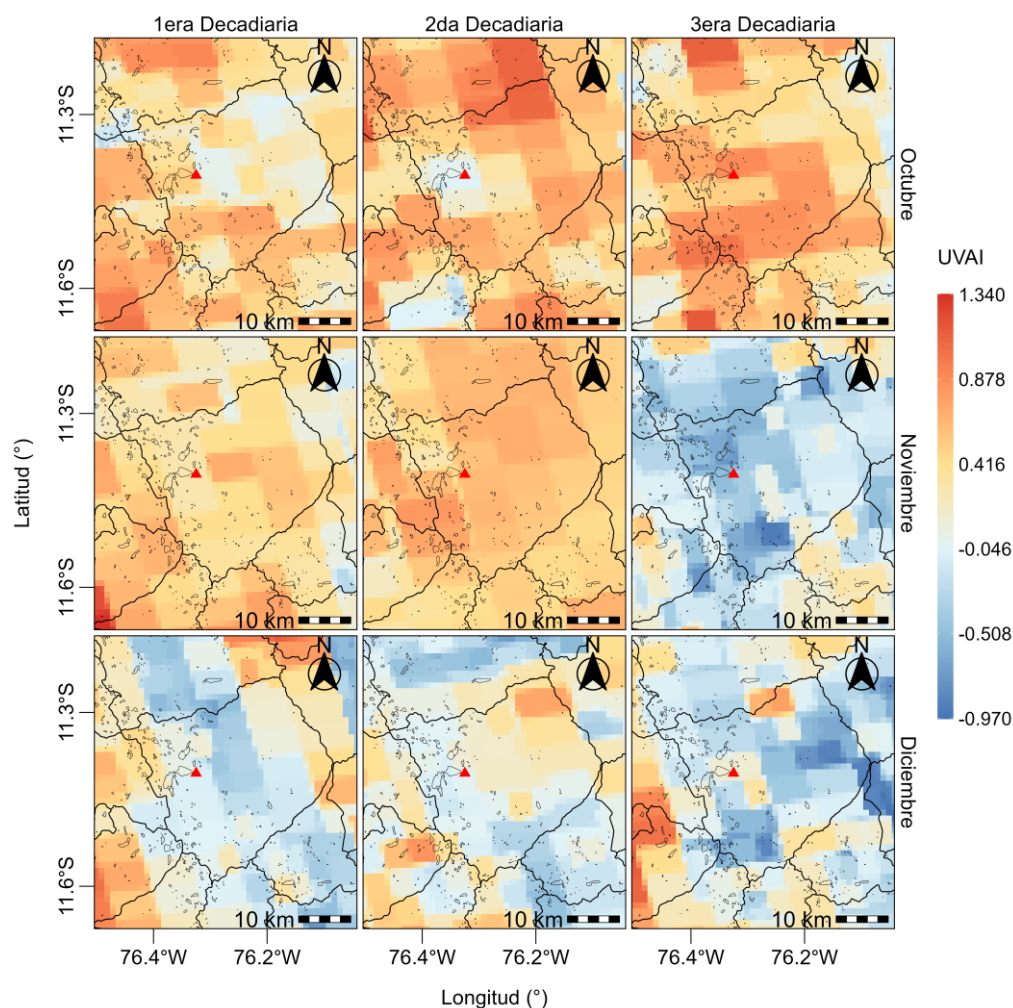 1era Decadiaria
2da Decadiaria
3era Decadiaria
N
N
N
11.3°S
11.6°S
10 km
10 km
10 km
Octubre
N
N
N
11.3°S
11.6°S
10 km
10 km
10 km
Noviembre
N
N
N
11.3°S
11.6°S
10 km
10 km
10 km
Diciembre
76.4°W
76.2°W
76.4°W
76.2°W
76.4°W
76.2°W
Latitud (°)
Longitud (°)
UVAI
1.340
0.878
0.416
-0.046
-0.508
-0.970